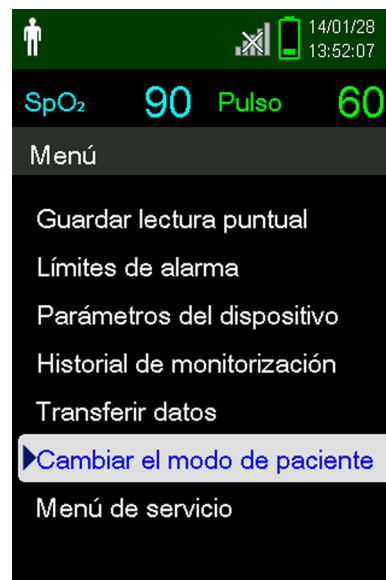 14/01/28
13:52:07
SpO₂ 90 Pulso 60
Menú
Guardar lectura puntual
Límites de alarma
Parámetros del dispositivo
Historial de monitorización
Transferir datos
Cambiar el modo de paciente
Menú de servicio